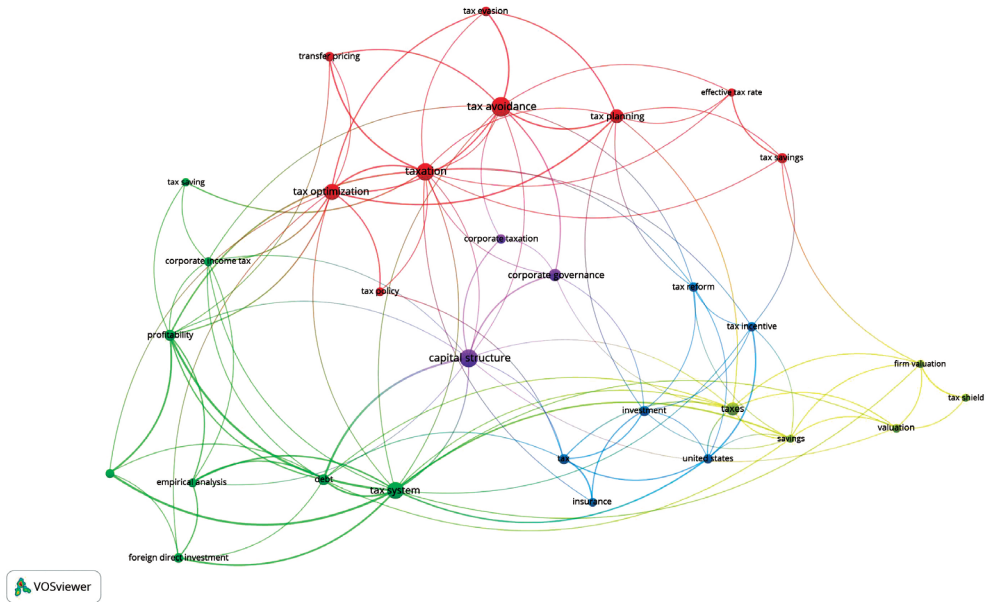 tax evasion
transfer pricing
effective tax rate
tax avoidance
tax planning
tax savings
taxation
tax saving
tax optimization
corporate taxation
corporate income tax
corporate governance
tax reform
tax policy
tax incentive
profitability
capital structure
firm valuation
tax shield
investment
taxes
valuation
savings
tax
united states
debt
empirical analysis
tax system
insurance
foreign direct investment
VOSviewer